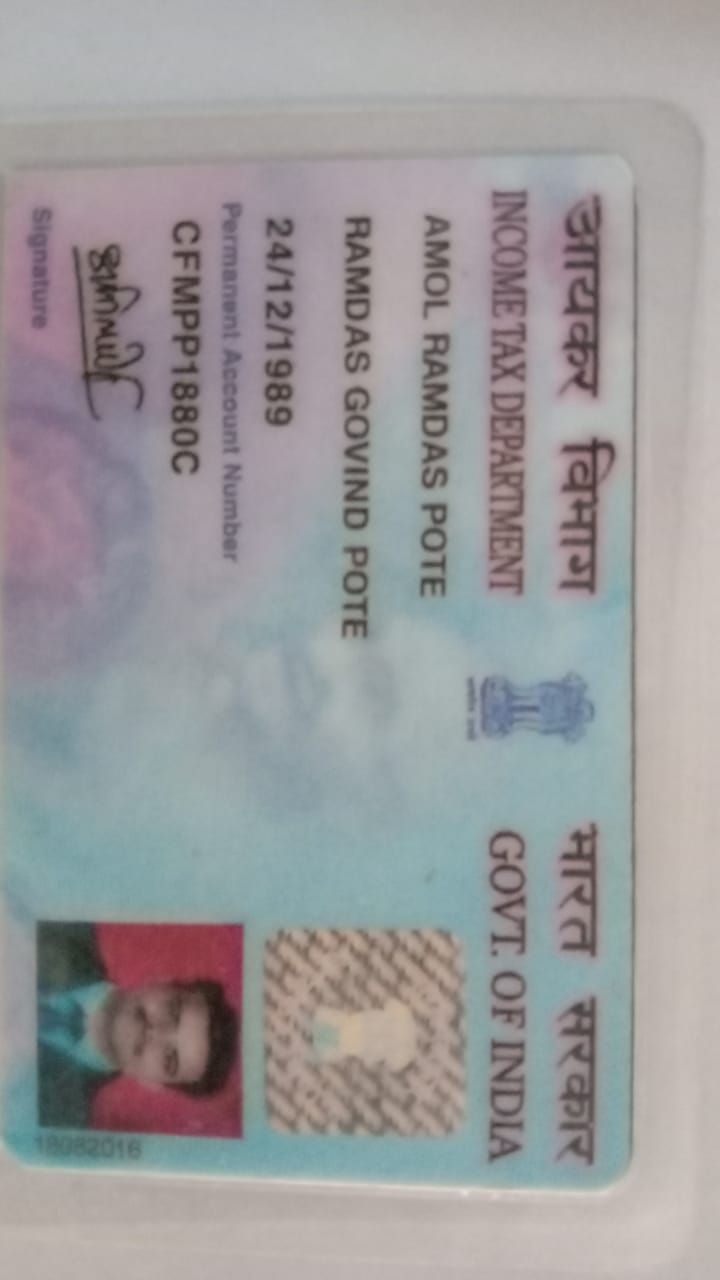 आयकर विभाग
INCOME TAX DEPARTMENT
भारत सरकार
GOVT. OF INDIA
AMOL RAMDAS POTE
RAMDAS GOVIND POTE
24/12/1989
Permanent Account Number
CFMPP1880C
Signature
18082016